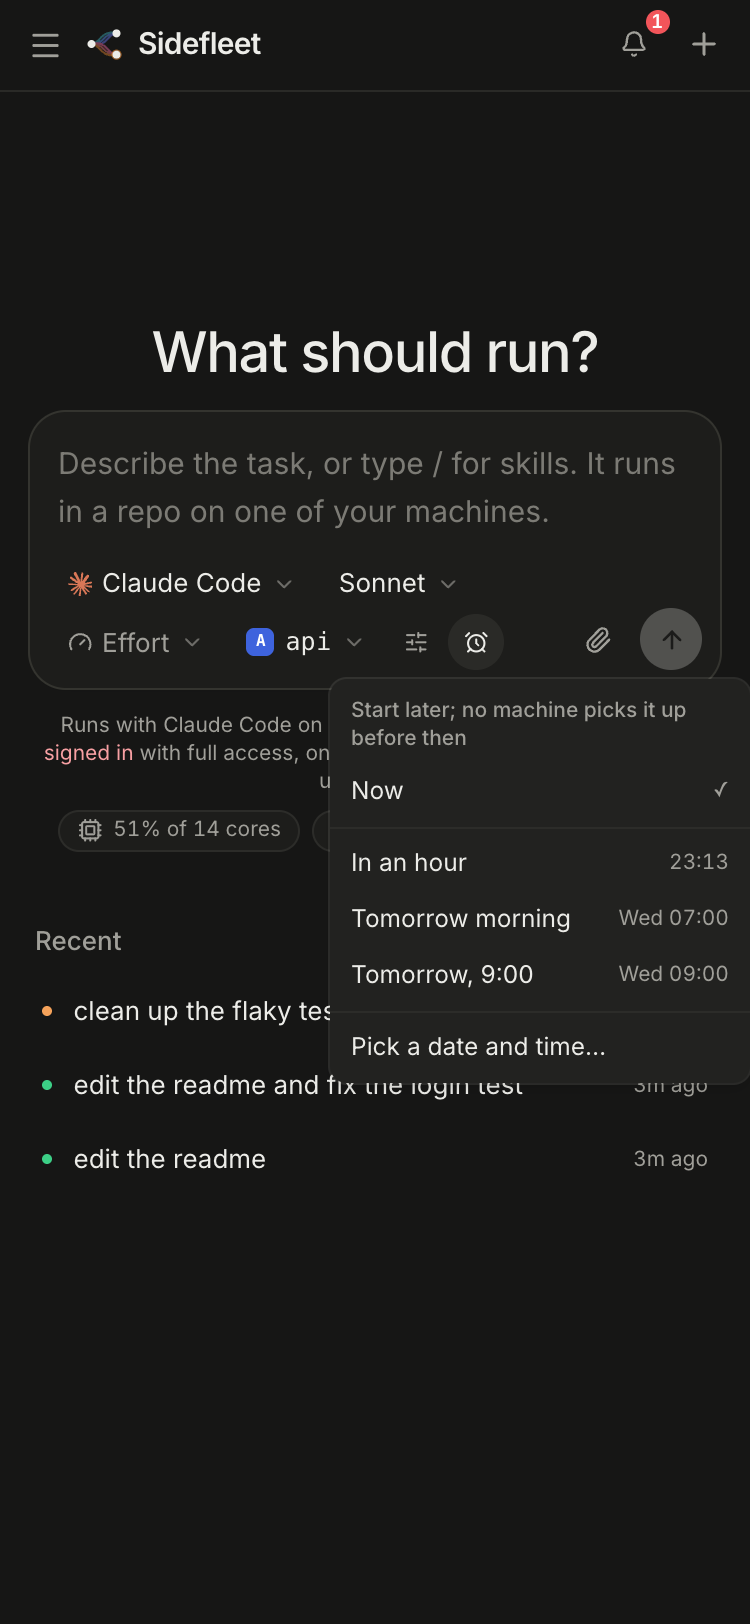 Sidefleet
1
What should run?
Describe the task, or type / for skills. It runs
in a repo on one of your machines.
Claude Code
Sonnet
Effort
A
api
Runs with Claude Code on
signed in with full access, on
u
51% of 14 cores
Start later; no machine picks it up
before then
Now
In an hour 23:13
Tomorrow morning Wed 07:00
Tomorrow, 9:00 Wed 09:00
Pick a date and time...
Recent
clean up the flaky tes
edit the readme and fix the login test 3m ago
edit the readme 3m ago